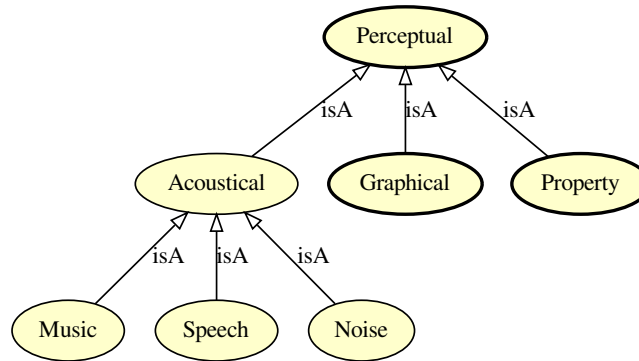 Perceptual
isA isA isA
Acoustical Graphical Property
isA isA isA
Music Speech Noise